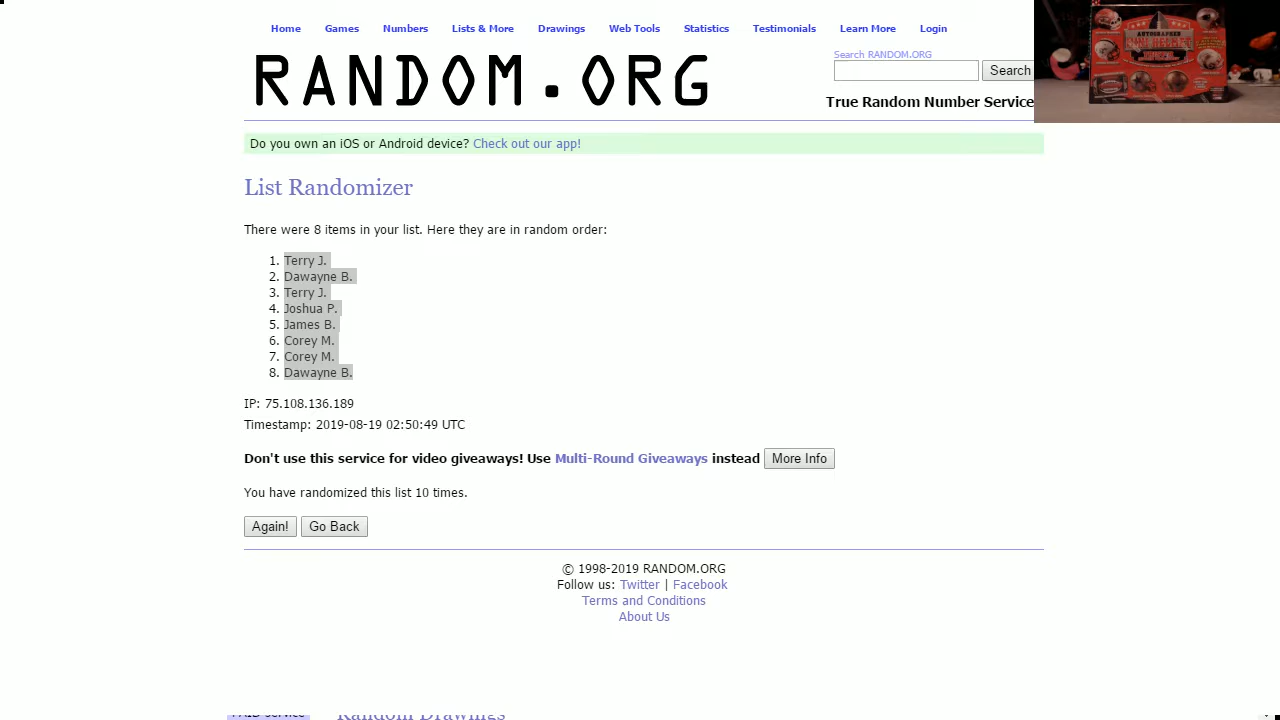 Home Games Numbers Lists & More Drawings Web Tools Statistics Testimonials Learn More Login
RANDOM.ORG
Search RANDOM.ORG
Search
True Random Number Service
AUTOGRAPHED
Do you own an iOS or Android device? Check out our app!
List Randomizer
There were 8 items in your list. Here they are in random order:
1. Terry J.
2. Dawayne B.
3. Terry J.
4. Joshua P.
5. James B.
6. Corey M.
7. Corey M.
8. Dawayne B.
IP: 75.108.136.189
Timestamp: 2019-08-19 02:50:49 UTC
Don't use this service for video giveaways! Use Multi-Round Giveaways instead More Info
You have randomized this list 10 times.
Again! Go Back
© 1998-2019 RANDOM.ORG
Follow us: Twitter | Facebook
Terms and Conditions
About Us
PAID service Random Drawings